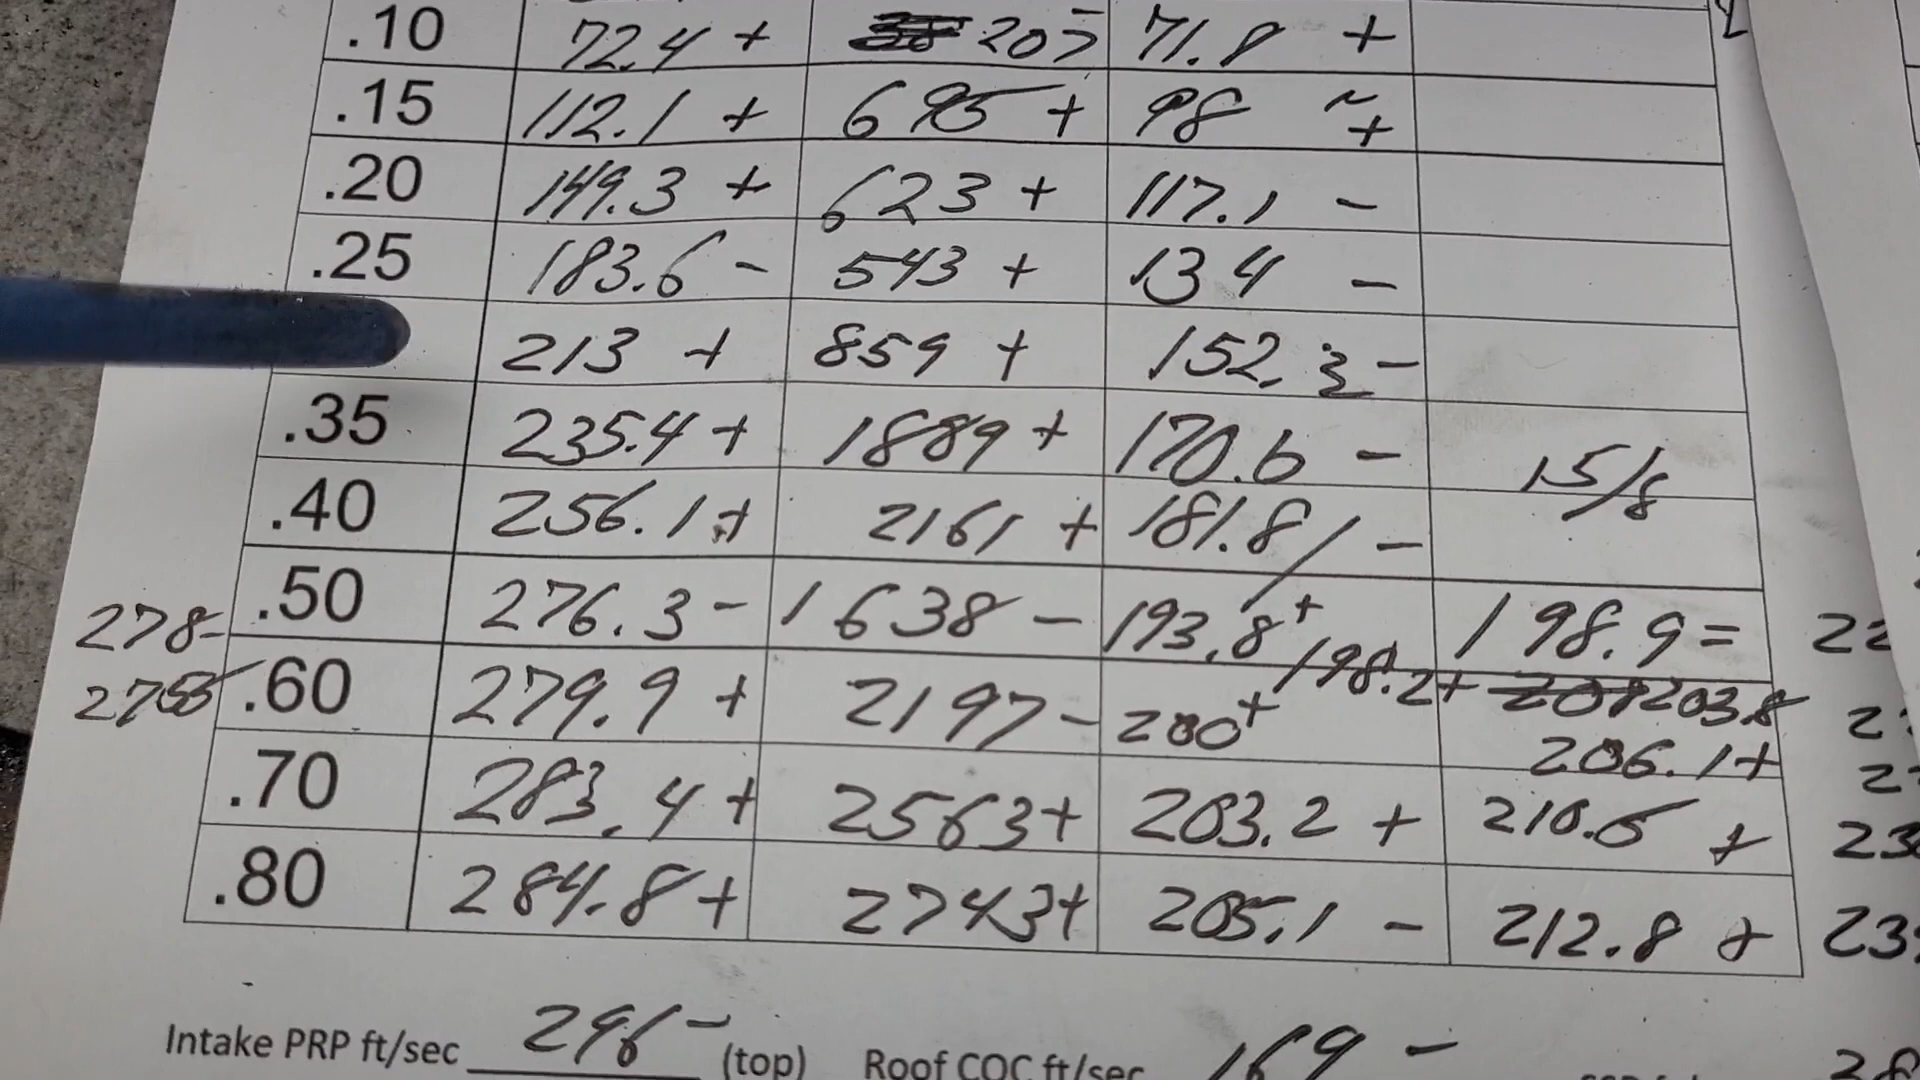 .10 72.4 + 207 - 71.8 +
.15 112.1 + 695 + 98 ~ +
.20 149.3 + 623 + 117.1 -
.25 183.6 - 543 + 134 -
213 + 859 + 152.3 -
.35 235.4 + 1889 + 170.6 -
15/8
.40 256.1 + 2161 + 181.8 / -
278- .50 276.3 - 1638 - 193.8 + 198.9 = 22
/ 198.2 + 203.8
.60 279.9 + 2197 - 200 +
206.1 +
.70 283.4 + 2563 + 203.2 + 210.5 + 23
.80 284.8 + 2743 + 205.1 - 212.8 + 23
Intake PRP ft/sec 296 - (top) Roof COC ft/sec 169 -